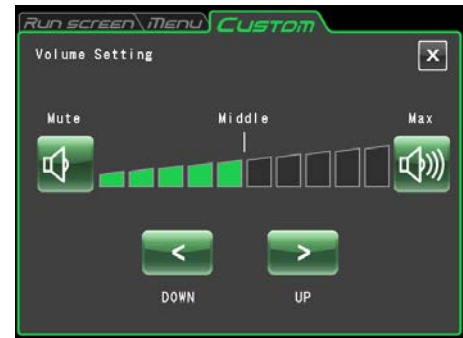 Run screen Menu Custom
Volume Setting
X
Mute Middle Max
< >
DOWN UP